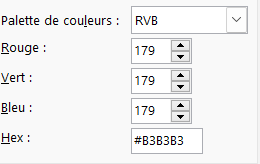 Palette de couleurs : RVB
Rouge : 179
Vert : 179
Bleu : 179
Hex : #B3B3B3